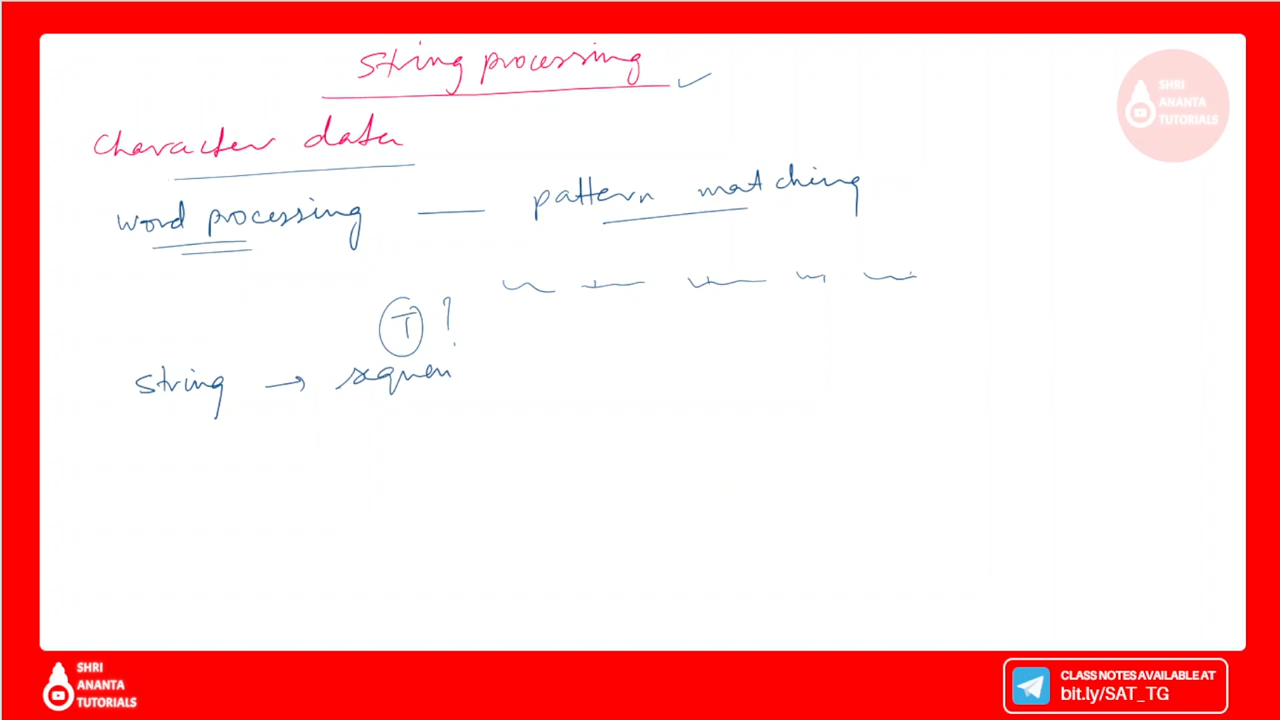 string processing
SHRI
ANANTA
TUTORIALS
character data
word processing — pattern matching
T ?
string → sequen
SHRI
ANANTA
TUTORIALS
CLASS NOTES AVAILABLE AT
bit.ly/SAT_TG